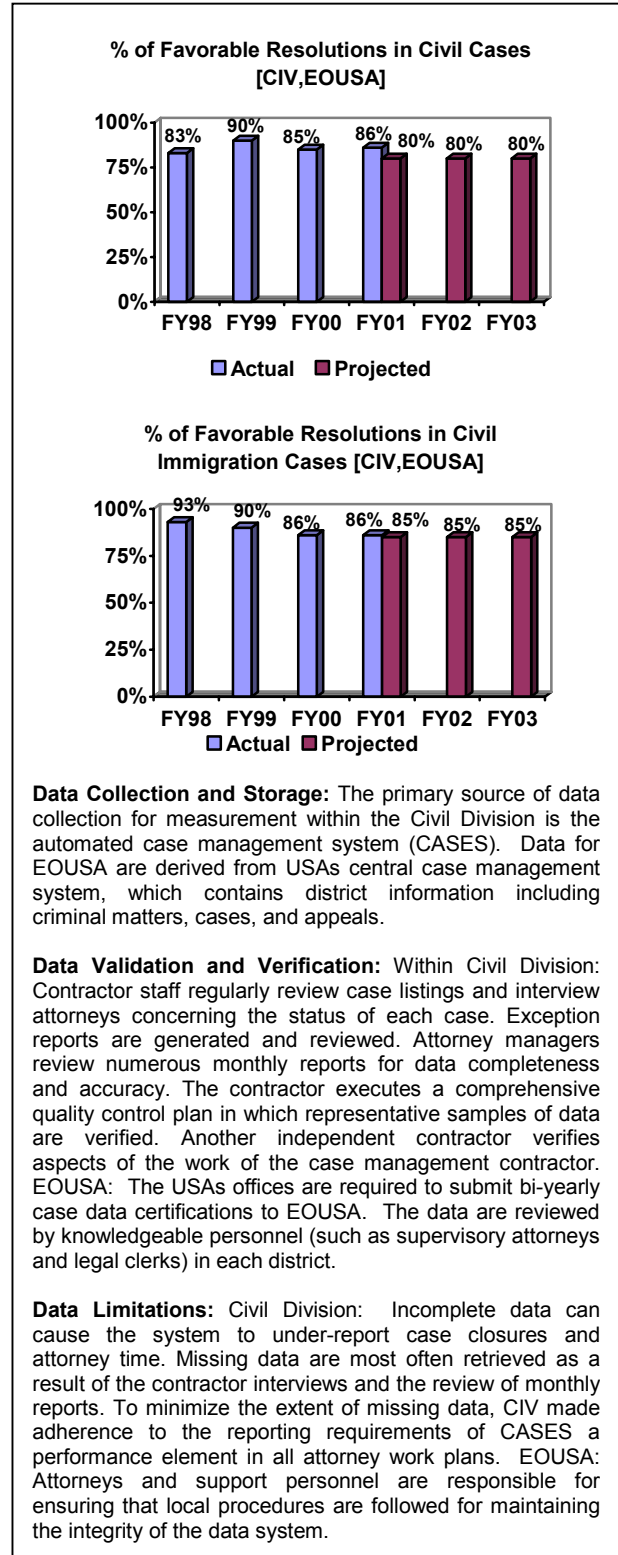 % of Favorable Resolutions in Civil Cases
[CIV,EOUSA]
100%
75%
50%
25%
0%
83%
90%
85%
86%
80%
80%
80%
FY98 FY99 FY00 FY01 FY02 FY03
Actual Projected
% of Favorable Resolutions in Civil
Immigration Cases [CIV,EOUSA]
100%
75%
50%
25%
0%
93%
90%
86%
86%
85%
85%
85%
FY98 FY99 FY00 FY01 FY02 FY03
Actual Projected
Data Collection and Storage: The primary source of data
collection for measurement within the Civil Division is the
automated case management system (CASES). Data for
EOUSA are derived from USAs central case management
system, which contains district information including
criminal matters, cases, and appeals.
Data Validation and Verification: Within Civil Division:
Contractor staff regularly review case listings and interview
attorneys concerning the status of each case. Exception
reports are generated and reviewed. Attorney managers
review numerous monthly reports for data completeness
and accuracy. The contractor executes a comprehensive
quality control plan in which representative samples of data
are verified. Another independent contractor verifies
aspects of the work of the case management contractor.
EOUSA: The USAs offices are required to submit bi-yearly
case data certifications to EOUSA. The data are reviewed
by knowledgeable personnel (such as supervisory attorneys
and legal clerks) in each district.
Data Limitations: Civil Division: Incomplete data can
cause the system to under-report case closures and
attorney time. Missing data are most often retrieved as a
result of the contractor interviews and the review of monthly
reports. To minimize the extent of missing data, CIV made
adherence to the reporting requirements of CASES a
performance element in all attorney work plans. EOUSA:
Attorneys and support personnel are responsible for
ensuring that local procedures are followed for maintaining
the integrity of the data system.